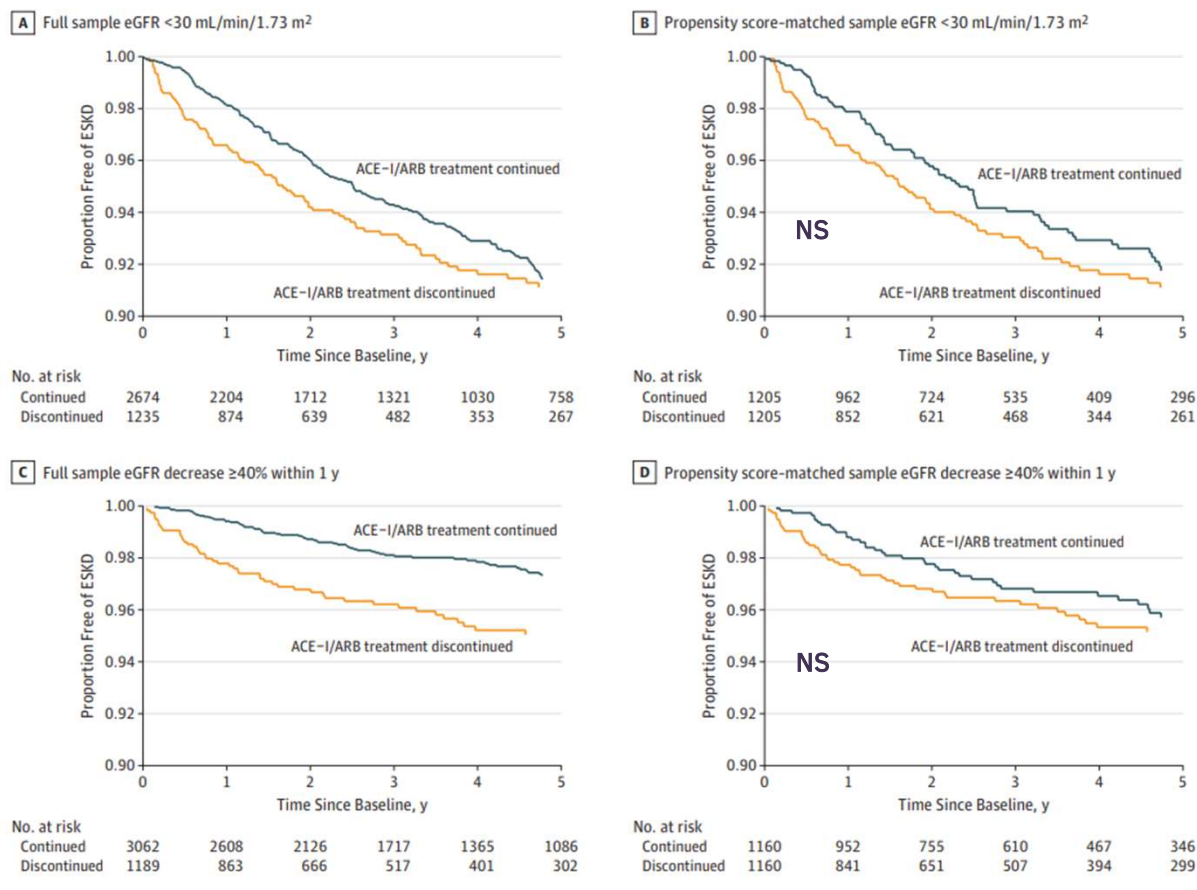 A Full sample eGFR <30 mL/min/1.73 m²
1.00
0.98
0.96
0.94
0.92
0.90
Proportion Free of ESKD
ACE−I/ARB treatment continued
ACE−I/ARB treatment discontinued
0 1 2 3 4 5
Time Since Baseline, y
No. at risk
Continued 2674 2204 1712 1321 1030 758
Discontinued 1235 874 639 482 353 267
B Propensity score-matched sample eGFR <30 mL/min/1.73 m²
1.00
0.98
0.96
0.94
0.92
0.90
Proportion Free of ESKD
ACE−I/ARB treatment continued
NS
ACE−I/ARB treatment discontinued
0 1 2 3 4 5
Time Since Baseline, y
No. at risk
Continued 1205 962 724 535 409 296
Discontinued 1205 852 621 468 344 261
C Full sample eGFR decrease ≥40% within 1 y
1.00
0.98
0.96
0.94
0.92
0.90
Proportion Free of ESKD
ACE−I/ARB treatment continued
ACE−I/ARB treatment discontinued
0 1 2 3 4 5
Time Since Baseline, y
No. at risk
Continued 3062 2608 2126 1717 1365 1086
Discontinued 1189 863 666 517 401 302
D Propensity score-matched sample eGFR decrease ≥40% within 1 y
1.00
0.98
0.96
0.94
0.92
0.90
Proportion Free of ESKD
ACE−I/ARB treatment continued
ACE−I/ARB treatment discontinued
NS
0 1 2 3 4 5
Time Since Baseline, y
No. at risk
Continued 1160 952 755 610 467 346
Discontinued 1160 841 651 507 394 299